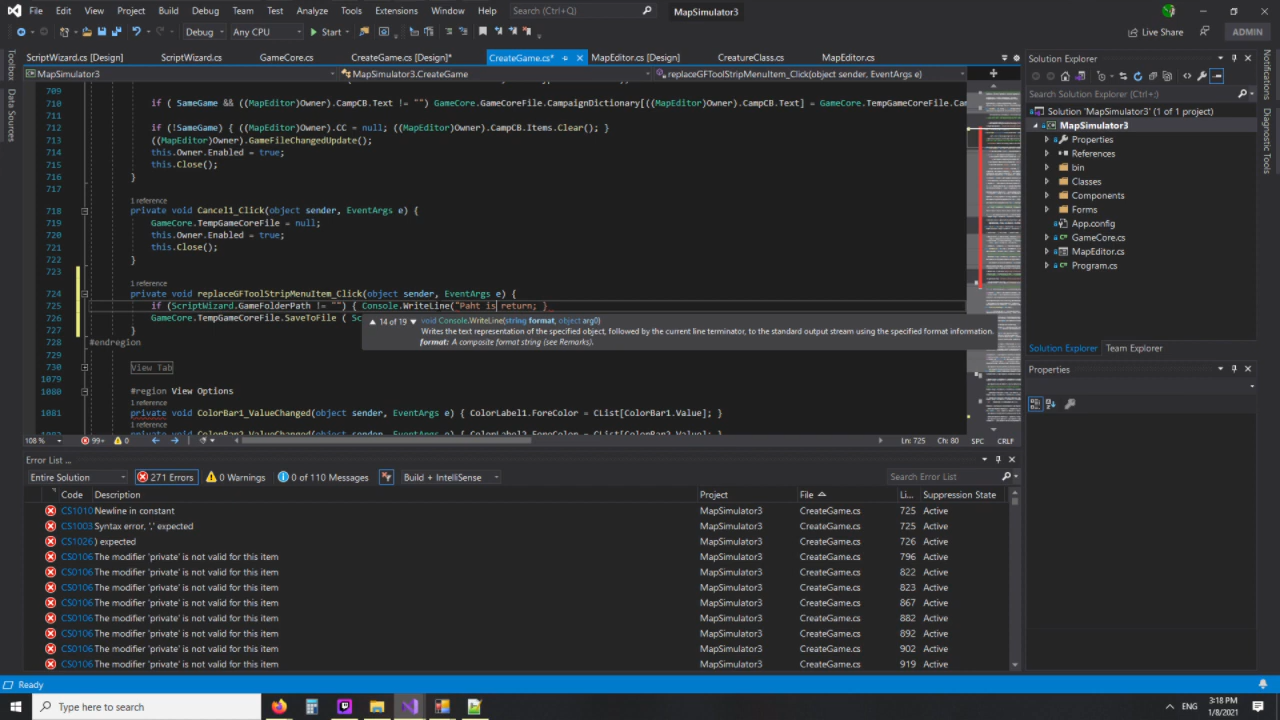 File Edit View Project Build Debug Team Test Analyze Tools Extensions Window Help Search (Ctrl+Q) MapSimulator3
Debug Any CPU Start Live Share ADMIN
ScriptWizard.cs [Design] ScriptWizard.cs GameCore.cs CreateGame.cs [Design]* CreateGame.cs* MapEditor.cs [Design] CreatureClass.cs MapEditor.cs
MapSimulator3 MapSimulator3.CreateGame replaceGFToolStripMenuItem_Click(object sender, EventArgs e)
Toolbox
Data Sources
Notifications
709
710 if ( SameGame && ((MapEditor)Owner).CampCB.Text != "") GameCore.GameCoreFile.CampaignDictionary[((MapEditor)Owner).CampCB.Text] = GameCore.TempGameCoreFile.Cam
711
712 if (!SameGame) { ((MapEditor)Owner).CC = null; ((MapEditor)Owner).CampCB.Items.Clear(); }
713 ((MapEditor)Owner).GameFileChangedUpdate();
714 this.Owner.Enabled = true;
715 this.Close();
716 }
717
1 reference
718 private void Cancel_Click(object sender, EventArgs e) {
719 GameCore.TempGameCoreFile = null;
720 this.Owner.Enabled = true;
721 this.Close();
722 }
723
1 reference
724 private void replaceGFToolStripMenuItem_Click(object sender, EventArgs e) {
725 if (ScriptWizard.GameFilePath != "") { Console.WriteLine("Paht is return; }
726 GameCore.TempGameCoreFile.WriteToFile ( Sc
727
728 #endregion
729
730 View Tab
1079
1080 #region View Options
1 reference
1081 private void ColorBar1_ValueChanged(object sender, EventArgs e) { ColorLabel1.ForeColor = CList[ColorBar1.Value]; }
1 reference
14 of 19 void Console.WriteLine(string format, object arg0)
Writes the text representation of the specified object, followed by the current line terminator, to the standard output stream using the specified format information.
format: A composite format string (see Remarks).
108 % 99+ 0 Ln: 725 Ch: 80 SPC CRLF
Error List ...
Entire Solution 271 Errors 0 Warnings 0 of 110 Messages Build + IntelliSense Search Error List
Code Description Project File Li... Suppression State
CS1010 Newline in constant MapSimulator3 CreateGame.cs 725 Active
CS1003 Syntax error, ',' expected MapSimulator3 CreateGame.cs 725 Active
CS1026 ) expected MapSimulator3 CreateGame.cs 726 Active
CS0106 The modifier 'private' is not valid for this item MapSimulator3 CreateGame.cs 796 Active
CS0106 The modifier 'private' is not valid for this item MapSimulator3 CreateGame.cs 822 Active
CS0106 The modifier 'private' is not valid for this item MapSimulator3 CreateGame.cs 823 Active
CS0106 The modifier 'private' is not valid for this item MapSimulator3 CreateGame.cs 867 Active
CS0106 The modifier 'private' is not valid for this item MapSimulator3 CreateGame.cs 882 Active
CS0106 The modifier 'private' is not valid for this item MapSimulator3 CreateGame.cs 892 Active
CS0106 The modifier 'private' is not valid for this item MapSimulator3 CreateGame.cs 902 Active
CS0106 The modifier 'private' is not valid for this item MapSimulator3 CreateGame.cs 919 Active
Solution Explorer
Search Solution Explorer (Ctrl+;)
Solution 'MapSimulator3' (1 of 1 project)
MapSimulator3
Properties
References
bin
Classes
Components
Forms
App.config
GameCore.cs
MapEditor.cs
Program.cs
Solution Explorer Team Explorer
Properties
Ready
Type here to search
ENG
3:18 PM
1/8/2021